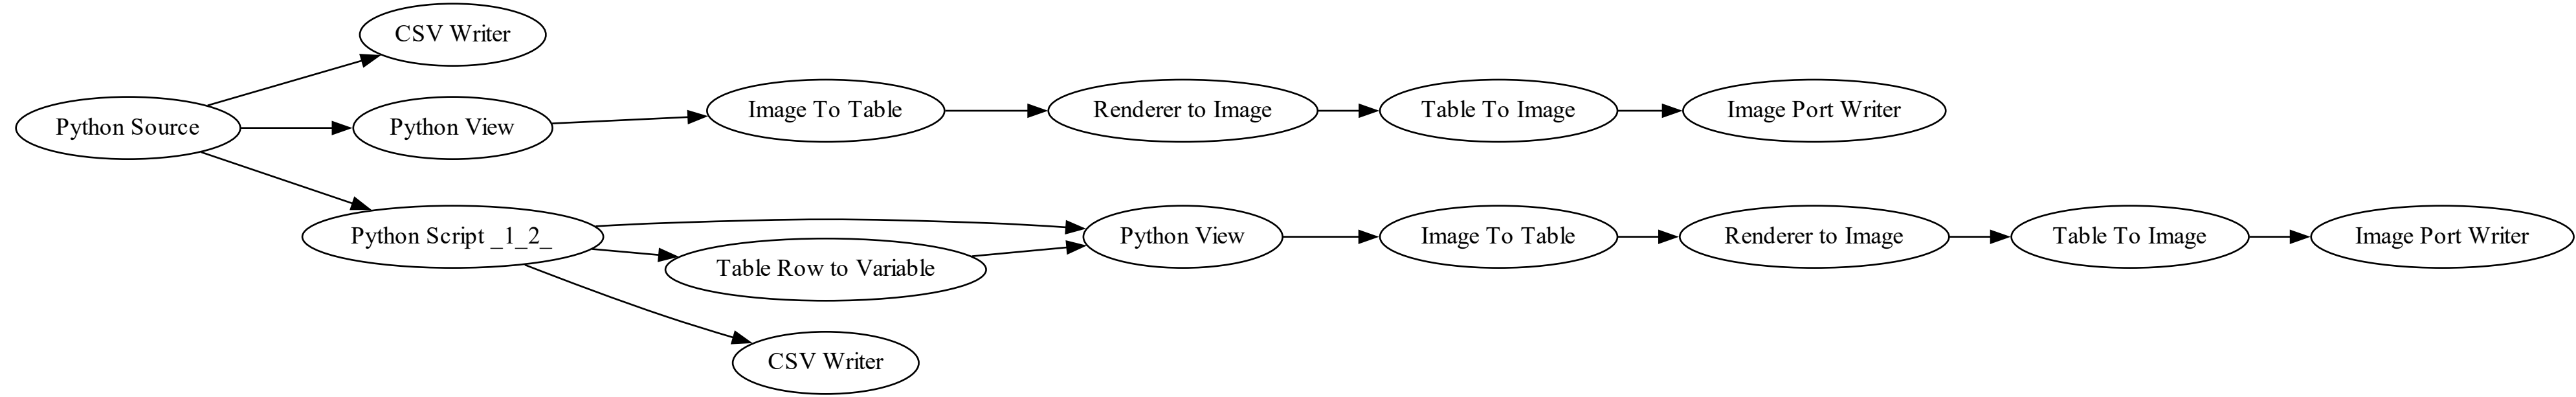 CSV Writer
Python Source
Python View
Image To Table
Renderer to Image
Table To Image
Image Port Writer
Python Script _1_2_
Table Row to Variable
Python View
Image To Table
Renderer to Image
Table To Image
Image Port Writer
CSV Writer